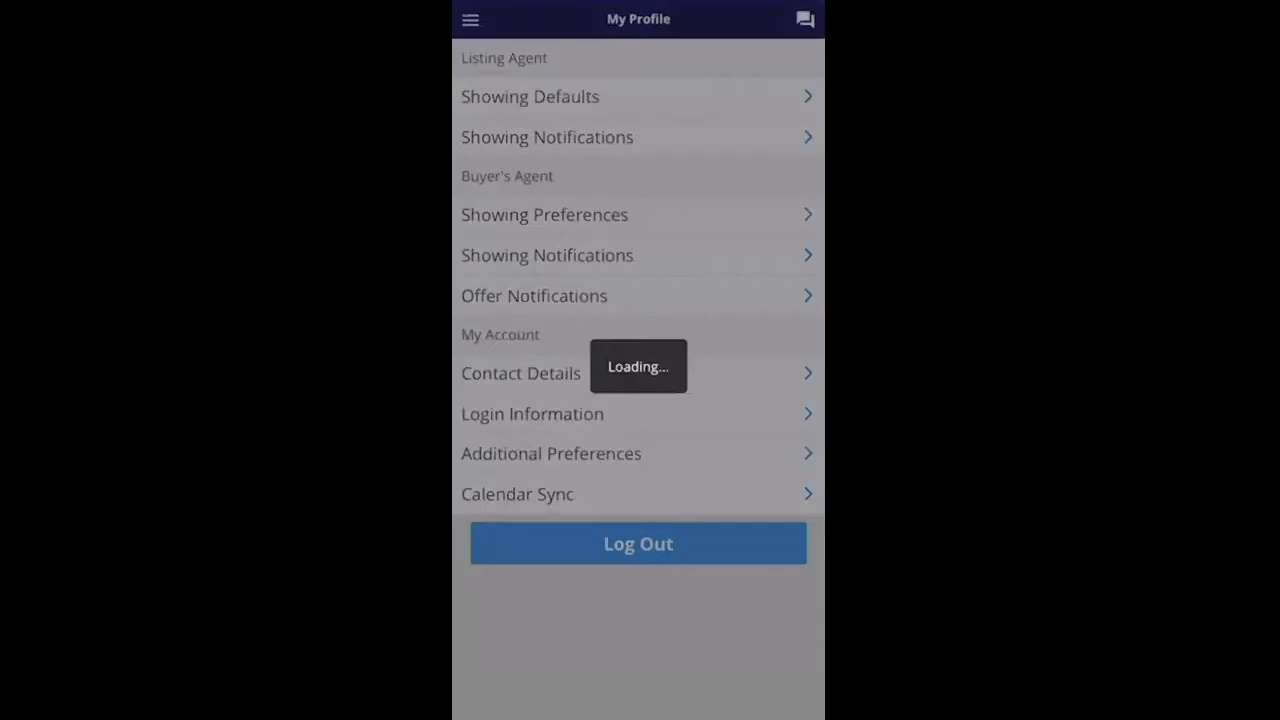 My Profile
Listing Agent
Showing Defaults
Showing Notifications
Buyer's Agent
Showing Preferences
Showing Notifications
Offer Notifications
My Account
Contact Details
Loading...
Login Information
Additional Preferences
Calendar Sync
Log Out